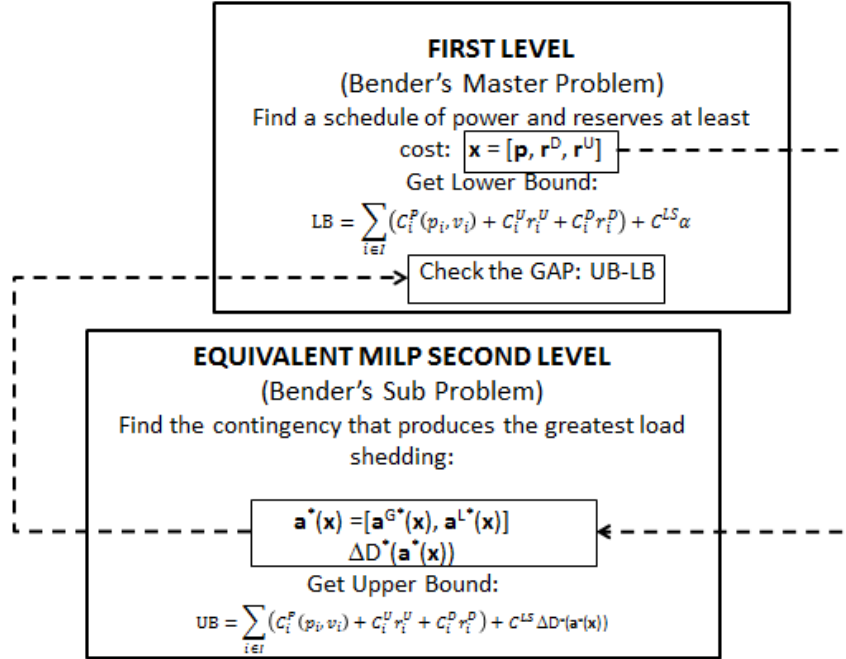 FIRST LEVEL
(Bender's Master Problem)
Find a schedule of power and reserves at least
cost: x = [p, r^D, r^U]
Get Lower Bound:
LB = ∑_{i∈I} (C_i^P(p_i, v_i) + C_i^U r_i^U + C_i^D r_i^D) + C^{LS} α
Check the GAP: UB-LB
EQUIVALENT MILP SECOND LEVEL
(Bender's Sub Problem)
Find the contingency that produces the greatest load
shedding:
a^*(x) =[a^{G*}(x), a^{L*}(x)]
ΔD^*(a^*(x))
Get Upper Bound:
UB = ∑_{i∈I} (C_i^P(p_i, v_i) + C_i^U r_i^U + C_i^D r_i^D) + C^{LS} ΔD^*(a^*(x))